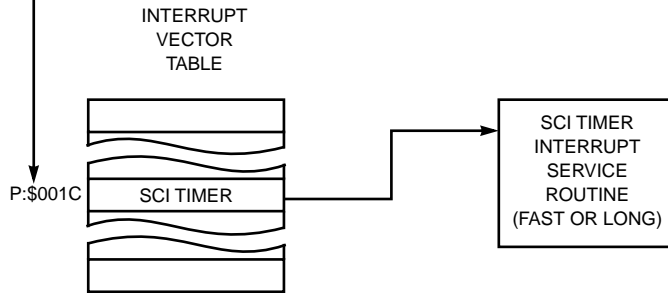 INTERRUPT
VECTOR
TABLE
P:$001C
SCI TIMER
SCI TIMER
INTERRUPT
SERVICE
ROUTINE
(FAST OR LONG)